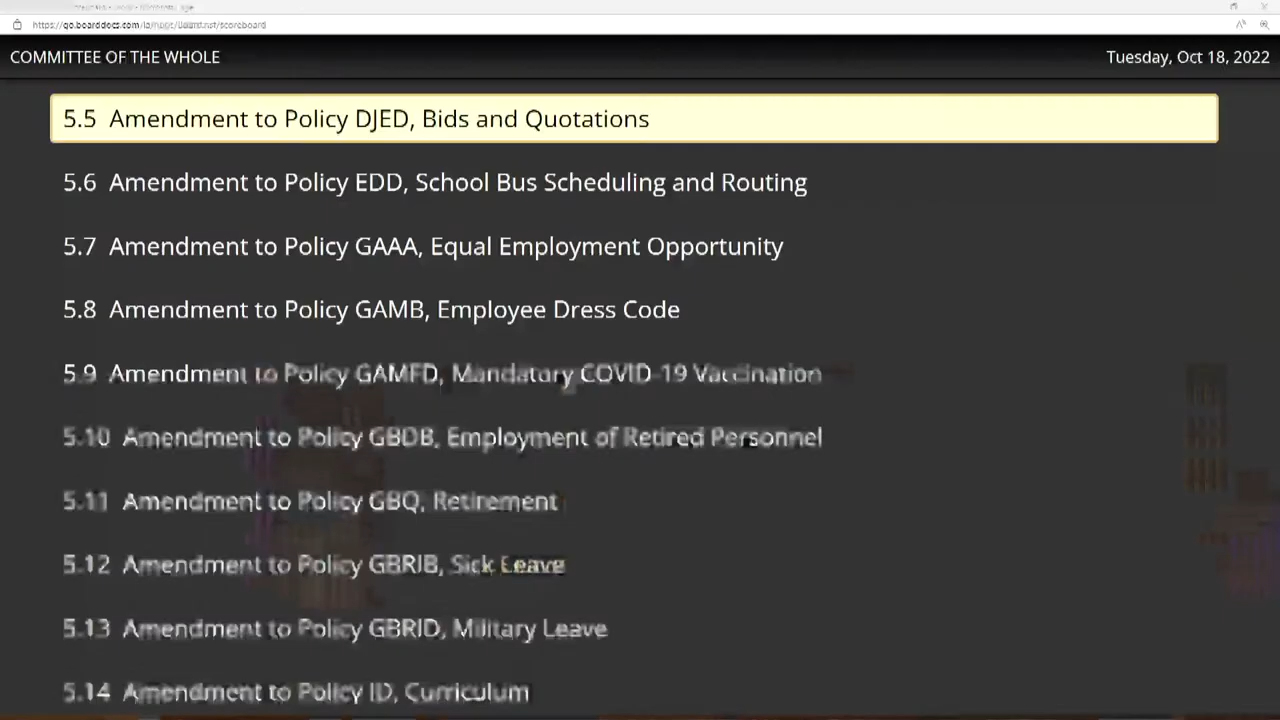 COMMITTEE OF THE WHOLE
Tuesday, Oct 18, 2022
5.5 Amendment to Policy DJED, Bids and Quotations
5.6 Amendment to Policy EDD, School Bus Scheduling and Routing
5.7 Amendment to Policy GAAA, Equal Employment Opportunity
5.8 Amendment to Policy GAMB, Employee Dress Code
5.9 Amendment to Policy GAMFD, Mandatory COVID-19 Vaccination
5.10 Amendment to Policy GBDB, Employment of Retired Personnel
5.11 Amendment to Policy GBQ, Retirement
5.12 Amendment to Policy GBRIB, Sick Leave
5.13 Amendment to Policy GBRID, Military Leave
5.14 Amendment to Policy ID, Curriculum